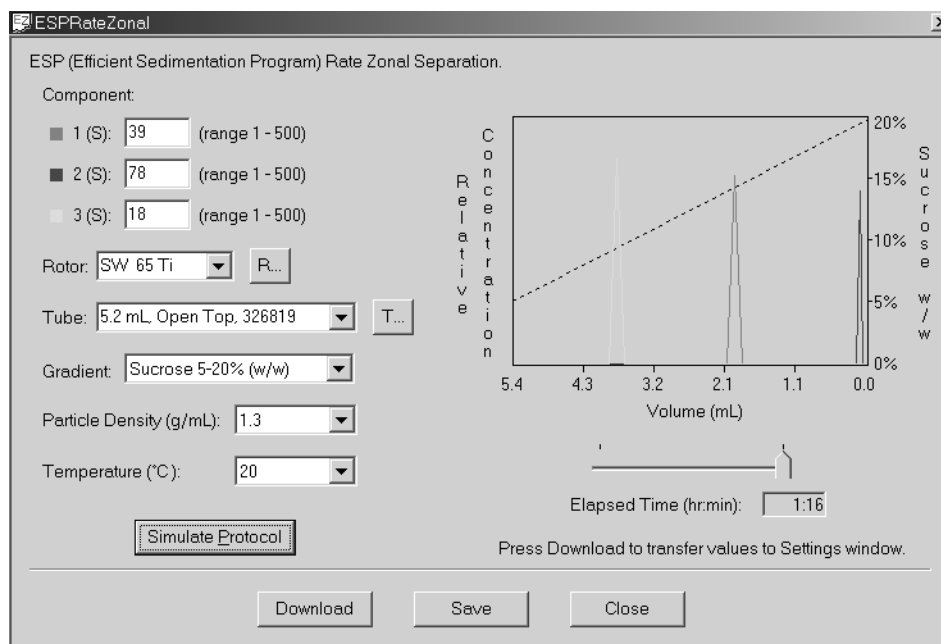 EZ ESPRateZonal X
ESP (Efficient Sedimentation Program) Rate Zonal Separation.
Component:
1 (S): 39 (range 1 - 500)
2 (S): 78 (range 1 - 500)
3 (S): 18 (range 1 - 500)
Rotor: SW 65 Ti R...
Tube: 5.2 mL, Open Top, 326819 T...
Gradient: Sucrose 5-20% (w/w)
Particle Density (g/mL): 1.3
Temperature (°C): 20
Simulate Protocol
Relative
Concentration
20%
15%
10%
5%
0%
Sucrose w/w
5.4 4.3 3.2 2.1 1.1 0.0
Volume (mL)
Elapsed Time (hr:min): 1:16
Press Download to transfer values to Settings window.
Download Save Close